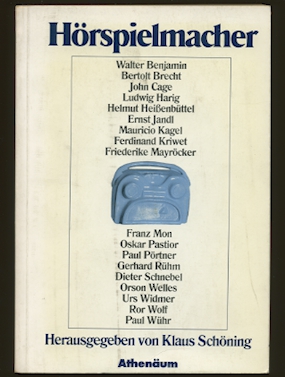 Hörspielmacher
Walter Benjamin
Bertolt Brecht
John Cage
Ludwig Harig
Helmut Heißenbüttel
Ernst Jandl
Mauricio Kagel
Ferdinand Kriwet
Friederike Mayröcker
Franz Mon
Oskar Pastior
Paul Pörtner
Gerhard Rühm
Dieter Schnebel
Orson Welles
Urs Widmer
Ror Wolf
Paul Wühr
Herausgegeben von Klaus Schöning
Athenäum